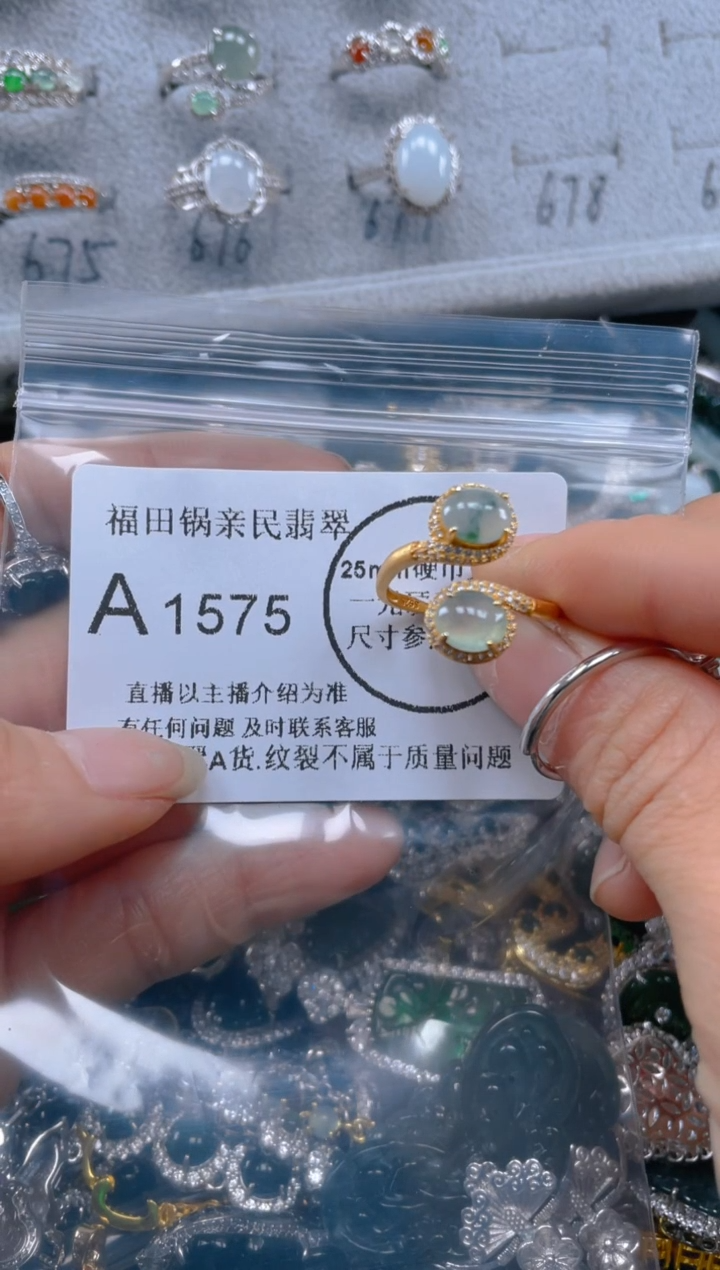 675
676
677
678
福田锅亲民翡翠
A 1575
25mm硬币
一元
尺寸参
直播以主播介绍为准
有任何问题 及时联系客服
A货.纹裂不属于质量问题